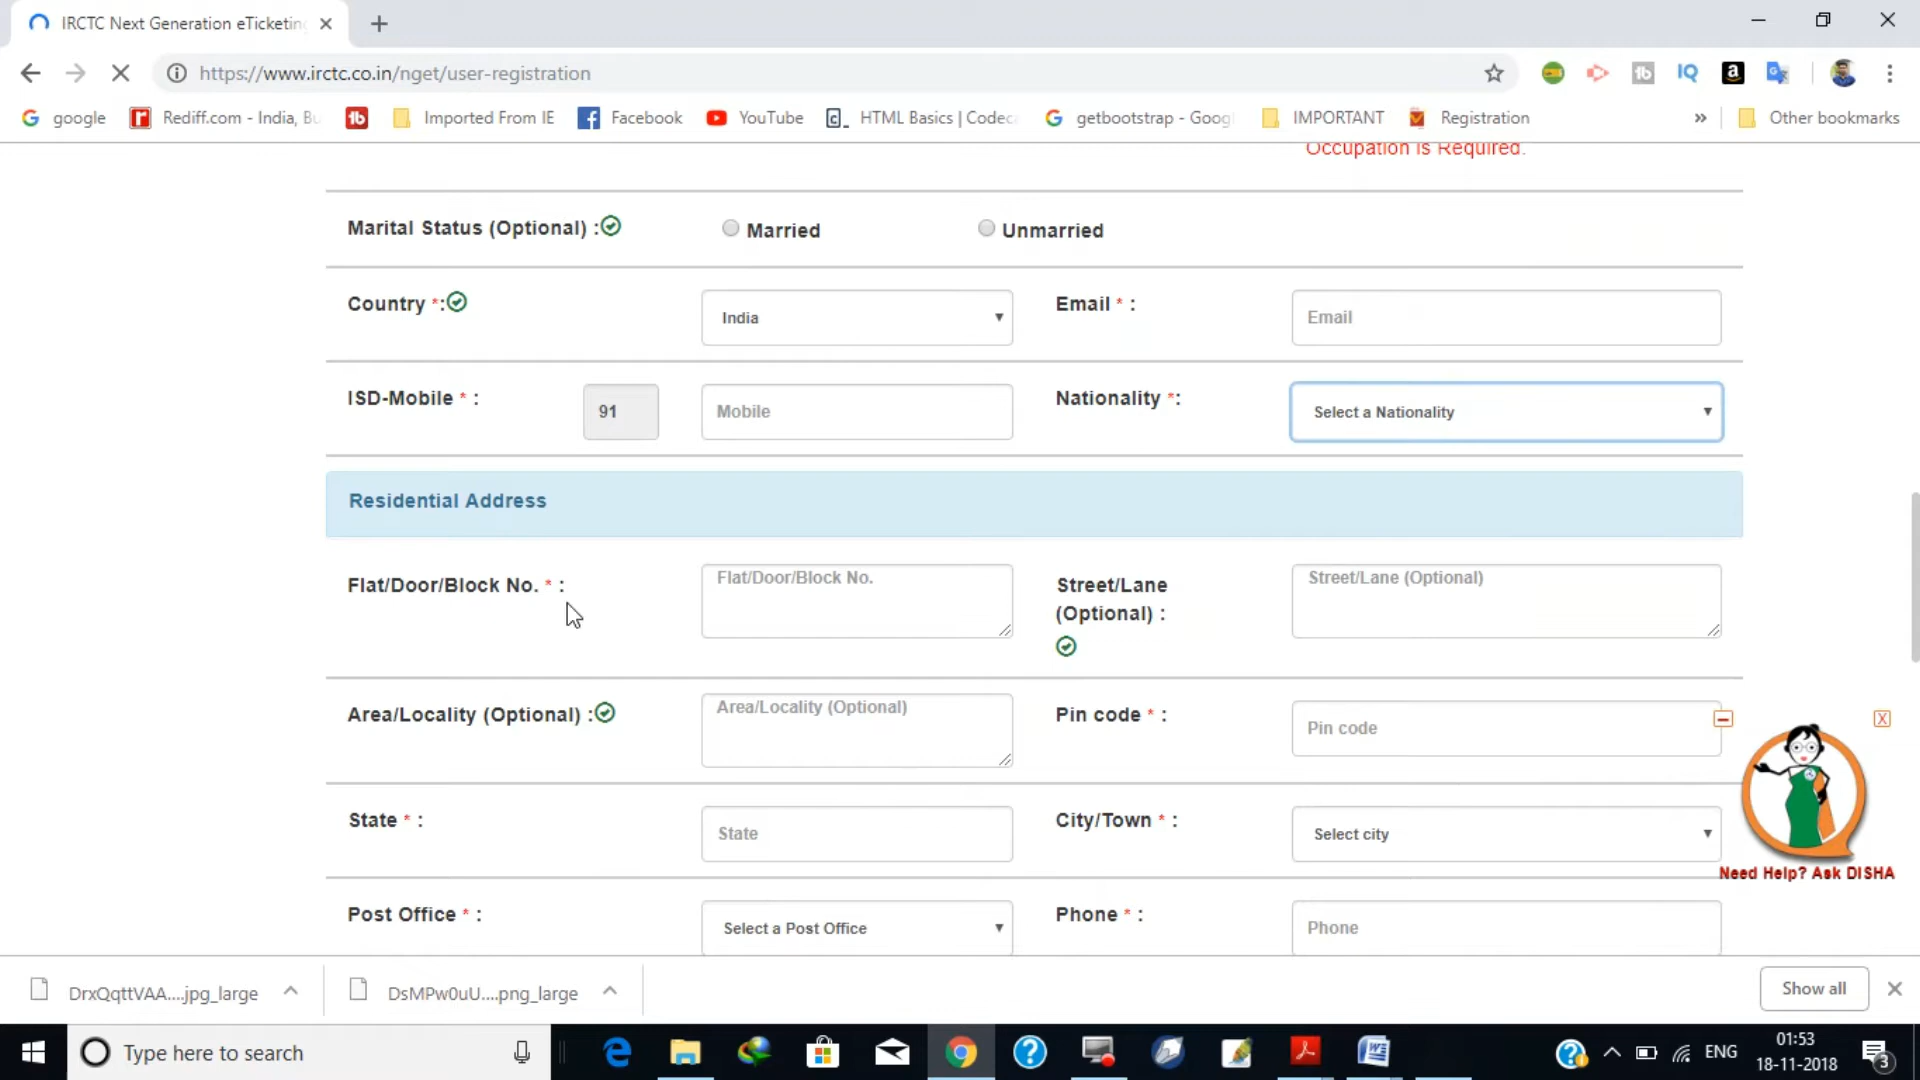 IRCTC Next Generation eTicketin
https://www.irctc.co.in/nget/user-registration
google Rediff.com - India, Bu Imported From IE Facebook YouTube HTML Basics | Codeca getbootstrap - Goog IMPORTANT Registration » Other bookmarks
Occupation is Required.
Marital Status (Optional) : Married Unmarried
Country *: India Email * : Email
ISD-Mobile * : 91 Mobile Nationality *: Select a Nationality
Residential Address
Flat/Door/Block No. * : Flat/Door/Block No. Street/Lane (Optional) : Street/Lane (Optional)
Area/Locality (Optional) : Area/Locality (Optional) Pin code * : Pin code
State * : State City/Town * : Select city
Need Help? Ask DISHA
Post Office * : Select a Post Office Phone * : Phone
DrxQqttVAA....jpg_large DsMPw0uU....png_large Show all
Type here to search ENG 01:53
18-11-2018 3